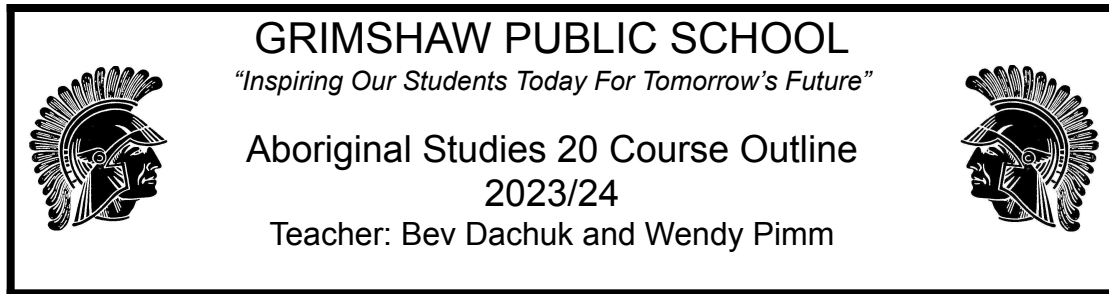 GRIMSHAW PUBLIC SCHOOL
“Inspiring Our Students Today For Tomorrow’s Future”
Aboriginal Studies 20 Course Outline
2023/24
Teacher: Bev Dachuk and Wendy Pimm